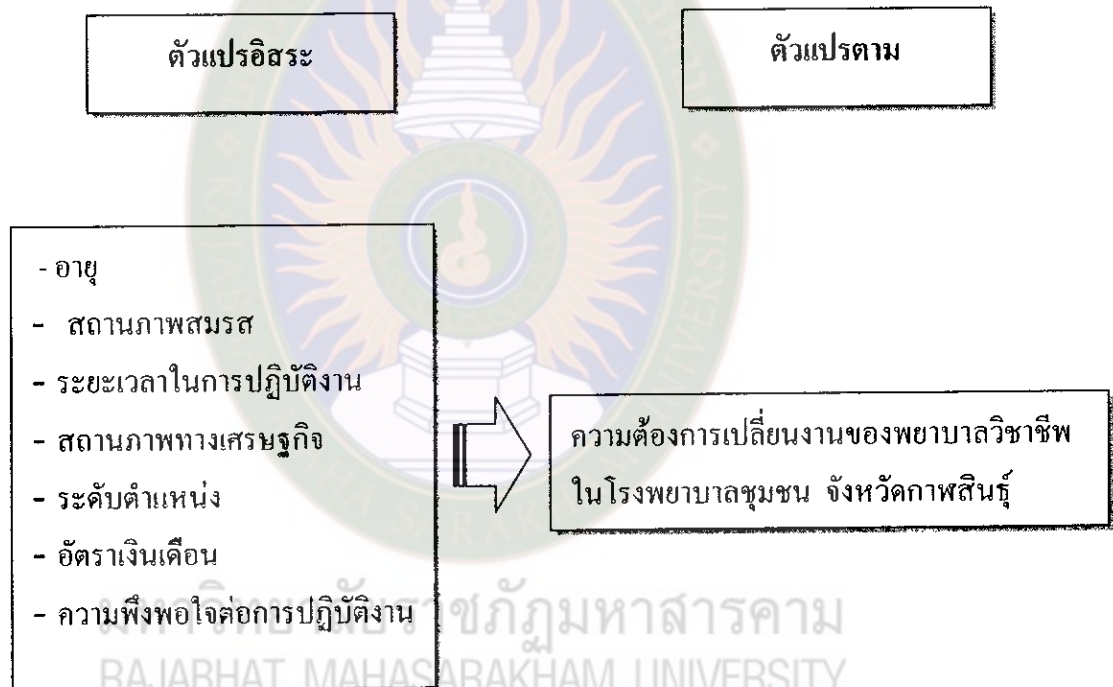 ตัวแปรอิสระ
ตัวแปรตาม
- อายุ
- สถานภาพสมรส
- ระยะเวลาในการปฏิบัติงาน
- สถานภาพทางเศรษฐกิจ
- ระดับตำแหน่ง
- อัตราเงินเดือน
- ความพึงพอใจต่อการปฏิบัติงาน
ความต้องการเปลี่ยนงานของพยาบาลวิชาชีพ
ในโรงพยาบาลชุมชน จังหวัดกาฬสินธุ์
มหาวิทยาลัยราชภัฏมหาสารคาม
RAJABHAT MAHASARAKHAM UNIVERSITY